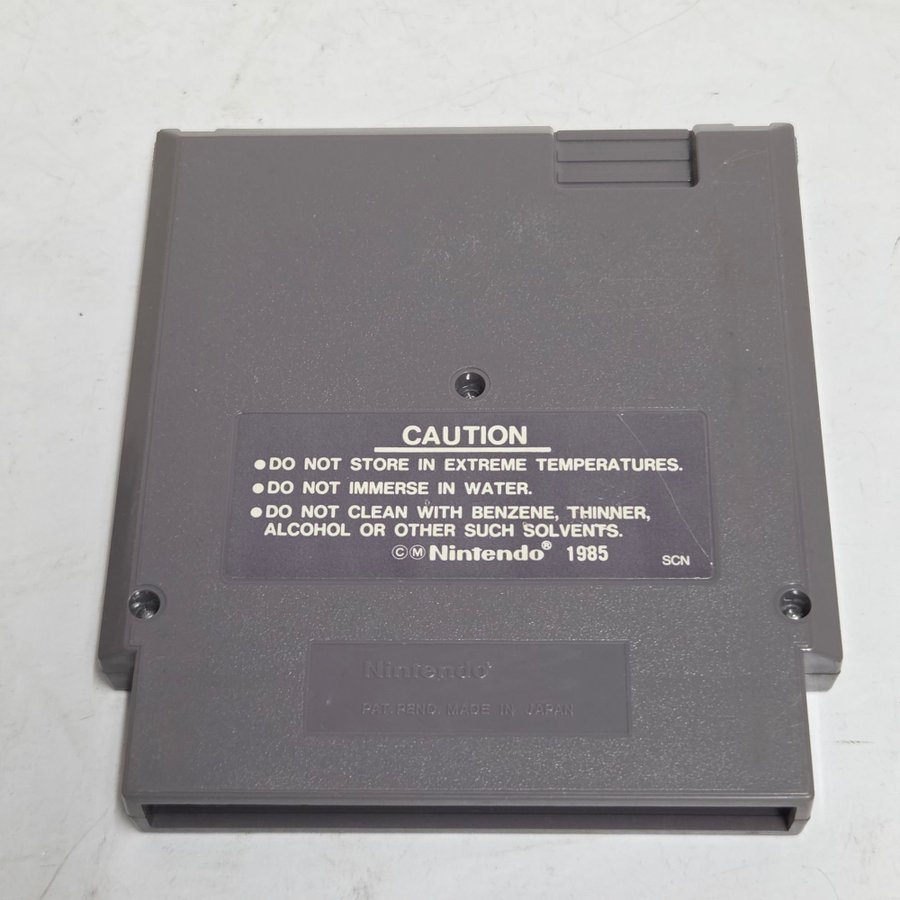 CAUTION
●DO NOT STORE IN EXTREME TEMPERATURES.
●DO NOT IMMERSE IN WATER.
●DO NOT CLEAN WITH BENZENE, THINNER,
ALCOHOL OR OTHER SUCH SOLVENTS.
©Ⓜ Nintendo® 1985
SCN
Nintendo®
PAT. PEND. MADE IN JAPAN